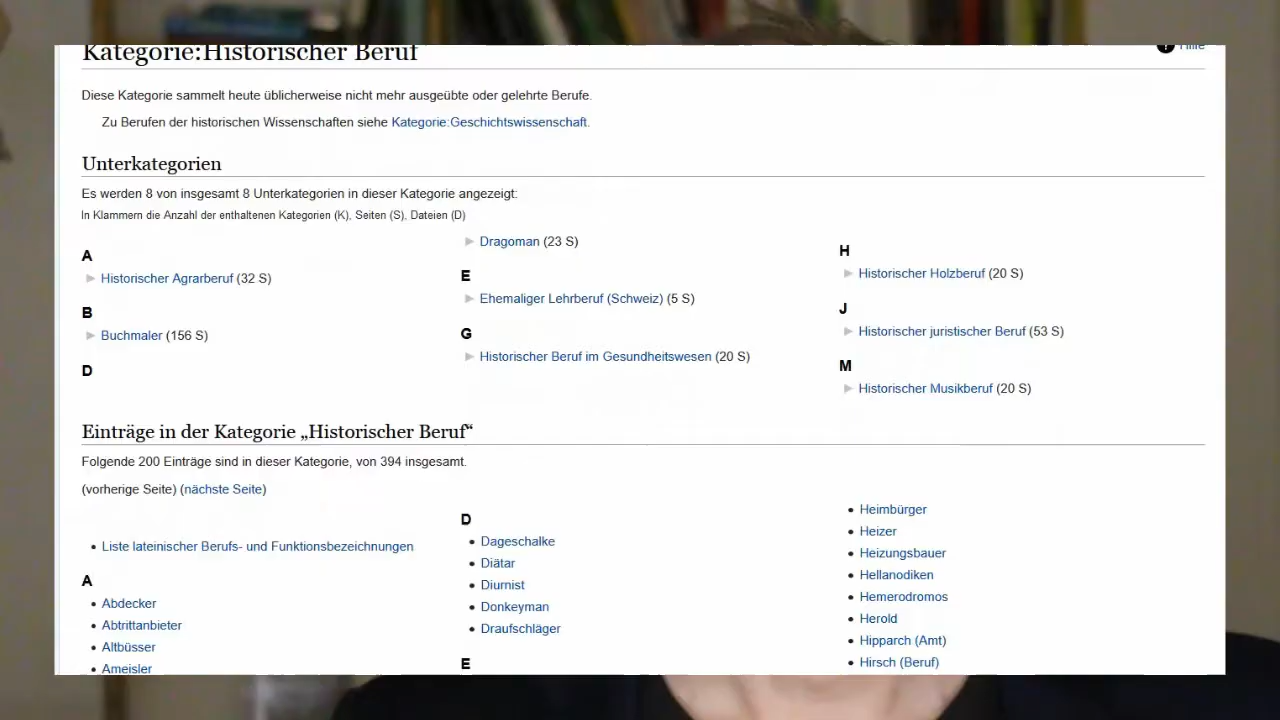 Kategorie:Historischer Beruf
Hilfe
Diese Kategorie sammelt heute üblicherweise nicht mehr ausgeübte oder gelehrte Berufe.
Zu Berufen der historischen Wissenschaften siehe Kategorie:Geschichtswissenschaft.
Unterkategorien
Es werden 8 von insgesamt 8 Unterkategorien in dieser Kategorie angezeigt:
In Klammern die Anzahl der enthaltenen Kategorien (K), Seiten (S), Dateien (D)
A
Historischer Agrarberuf (32 S)
B
Buchmaler (156 S)
D
Dragoman (23 S)
E
Ehemaliger Lehrberuf (Schweiz) (5 S)
G
Historischer Beruf im Gesundheitswesen (20 S)
H
Historischer Holzberuf (20 S)
J
Historischer juristischer Beruf (53 S)
M
Historischer Musikberuf (20 S)
Einträge in der Kategorie „Historischer Beruf“
Folgende 200 Einträge sind in dieser Kategorie, von 394 insgesamt.
(vorherige Seite) (nächste Seite)
Liste lateinischer Berufs- und Funktionsbezeichnungen
A
Abdecker
Abtrittanbieter
Altbüsser
Ameisler
D
Dageschalke
Diätar
Diurnist
Donkeyman
Draufschläger
E
Heimbürger
Heizer
Heizungsbauer
Hellanodiken
Hemerodromos
Herold
Hipparch (Amt)
Hirsch (Beruf)